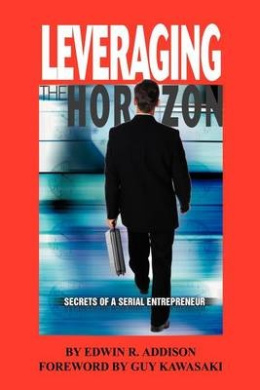 LEVERAGING
THE HORIZON
SECRETS OF A SERIAL ENTREPRENEUR
BY EDWIN R. ADDISON
FOREWORD BY GUY KAWASAKI